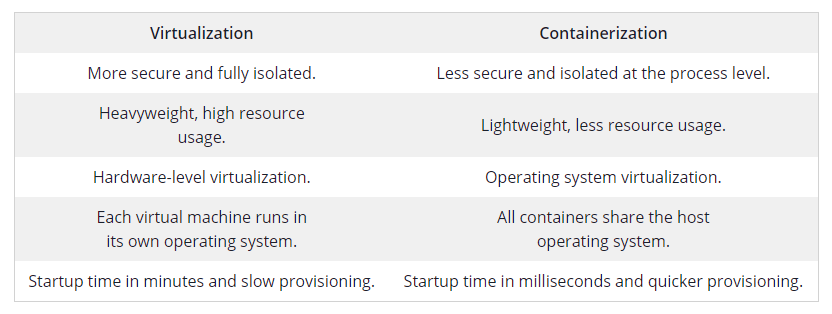 Virtualization Containerization
More secure and fully isolated. Less secure and isolated at the process level.
Heavyweight, high resource
usage.
Lightweight, less resource usage.
Hardware-level virtualization. Operating system virtualization.
Each virtual machine runs in
its own operating system.
All containers share the host
operating system.
Startup time in minutes and slow provisioning. Startup time in milliseconds and quicker provisioning.